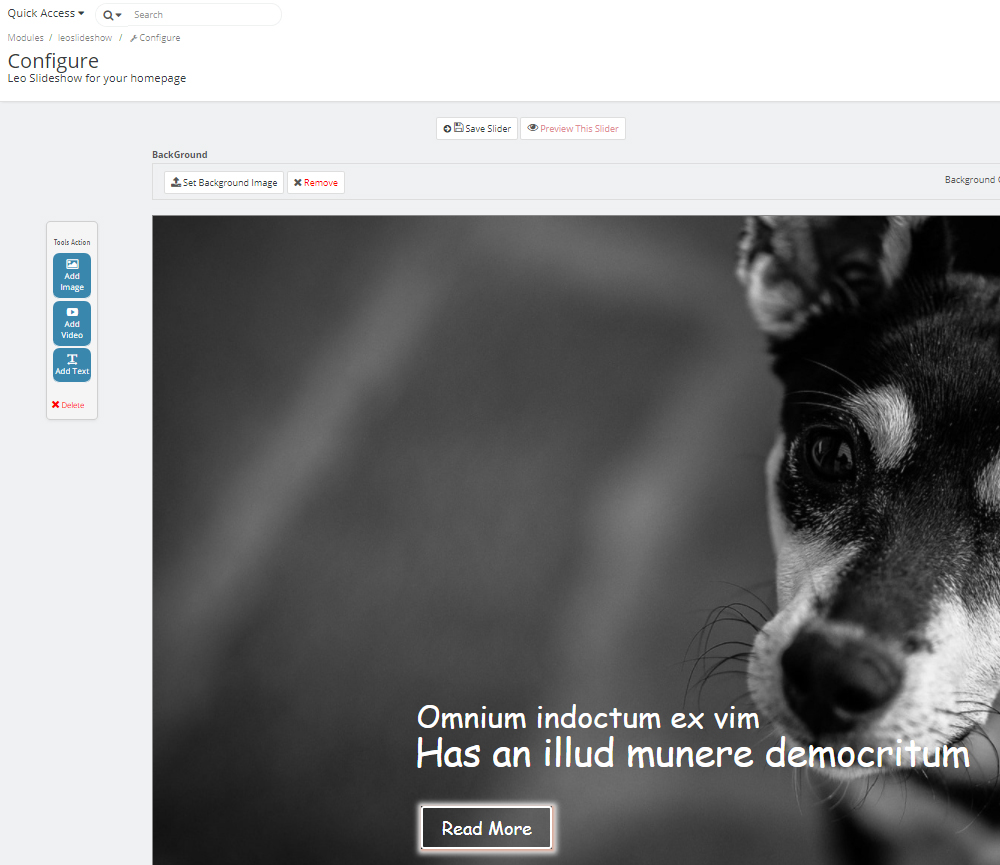 Quick Access
Search
Modules / leoslideshow / Configure
Configure
Leo Slideshow for your homepage
Save Slider
Preview This Slider
BackGround
Set Background Image
Remove
Background
Tools Action
Add
Image
Add
Video
Add Text
Delete
Omnium indoctum ex vim
Has an illud munere democritum
Read More